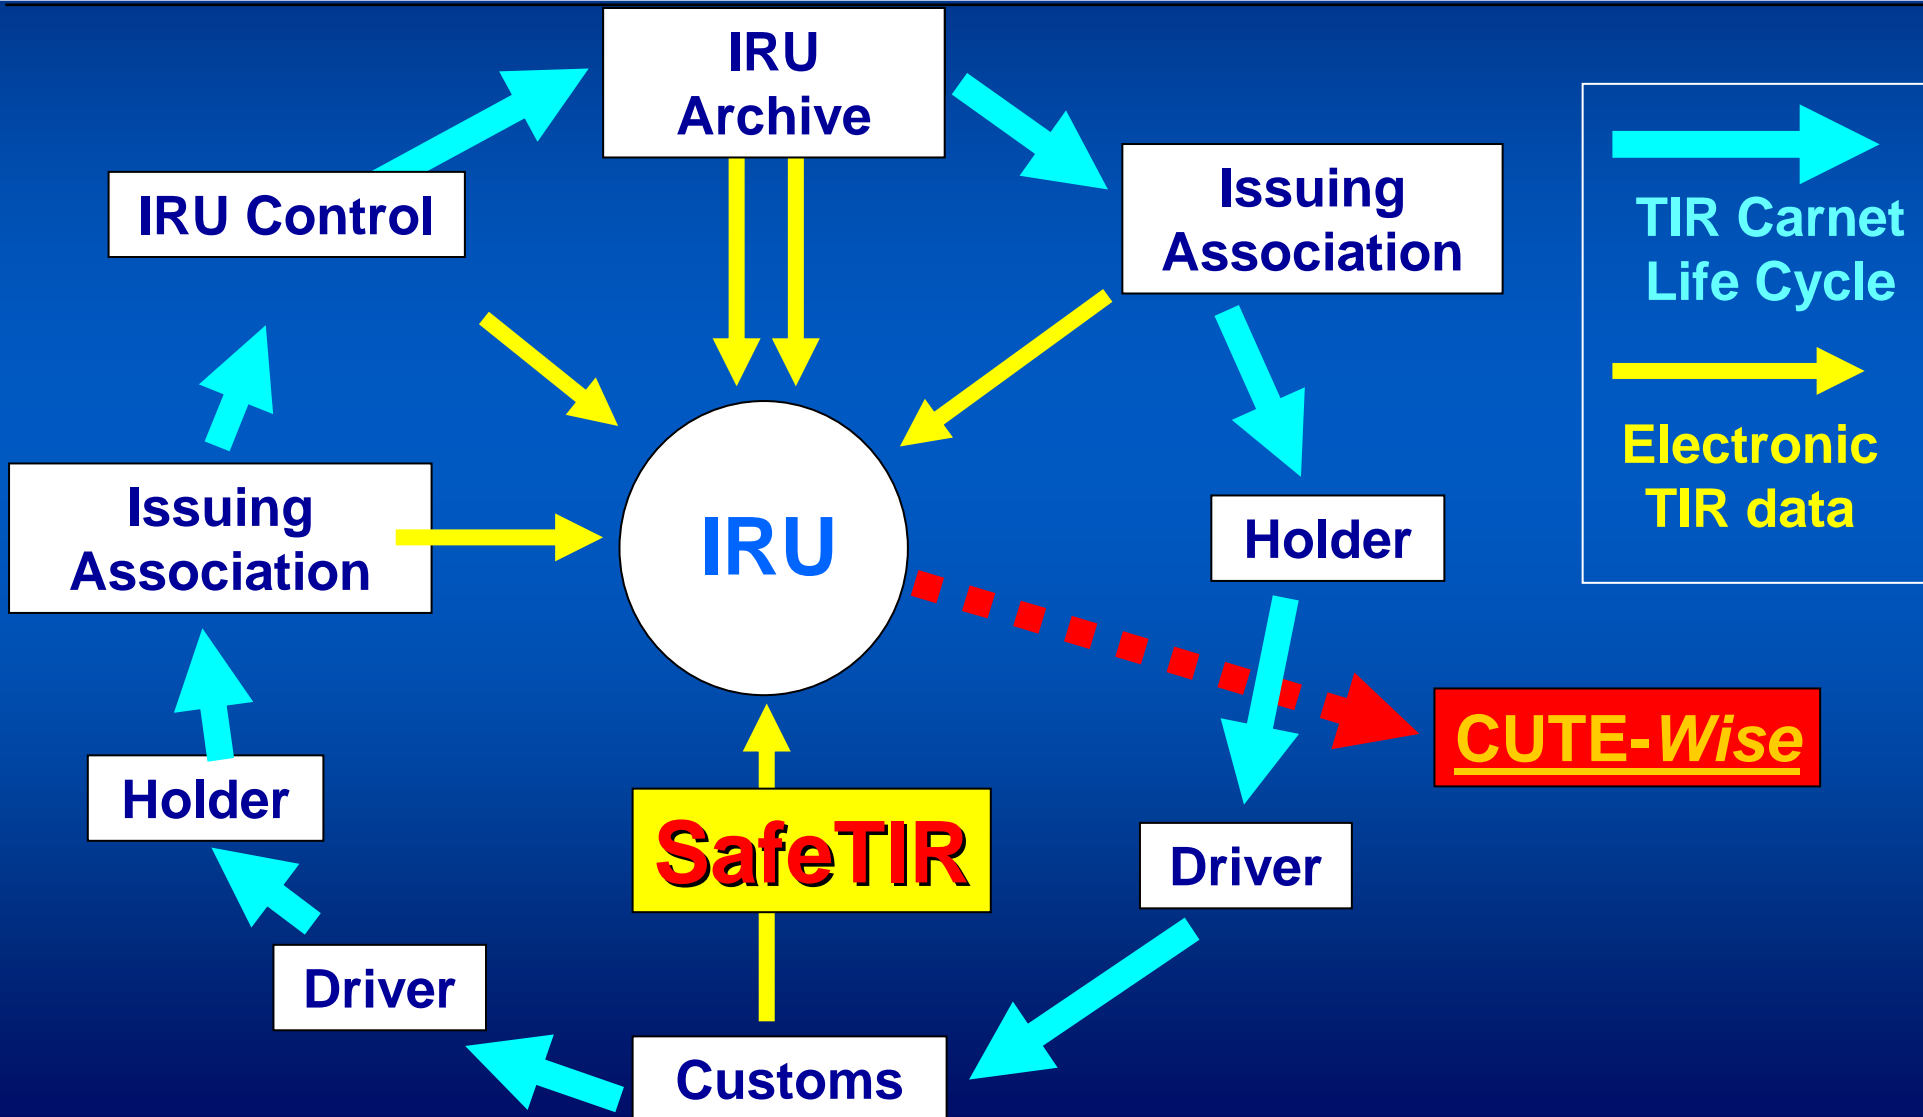 IRU
Archive
IRU Control
Issuing
Association
TIR Carnet
Life Cycle
Electronic
TIR data
Issuing
Association
IRU
Holder
CUTE-Wise
Holder
SafeTIR
Driver
Driver
Customs